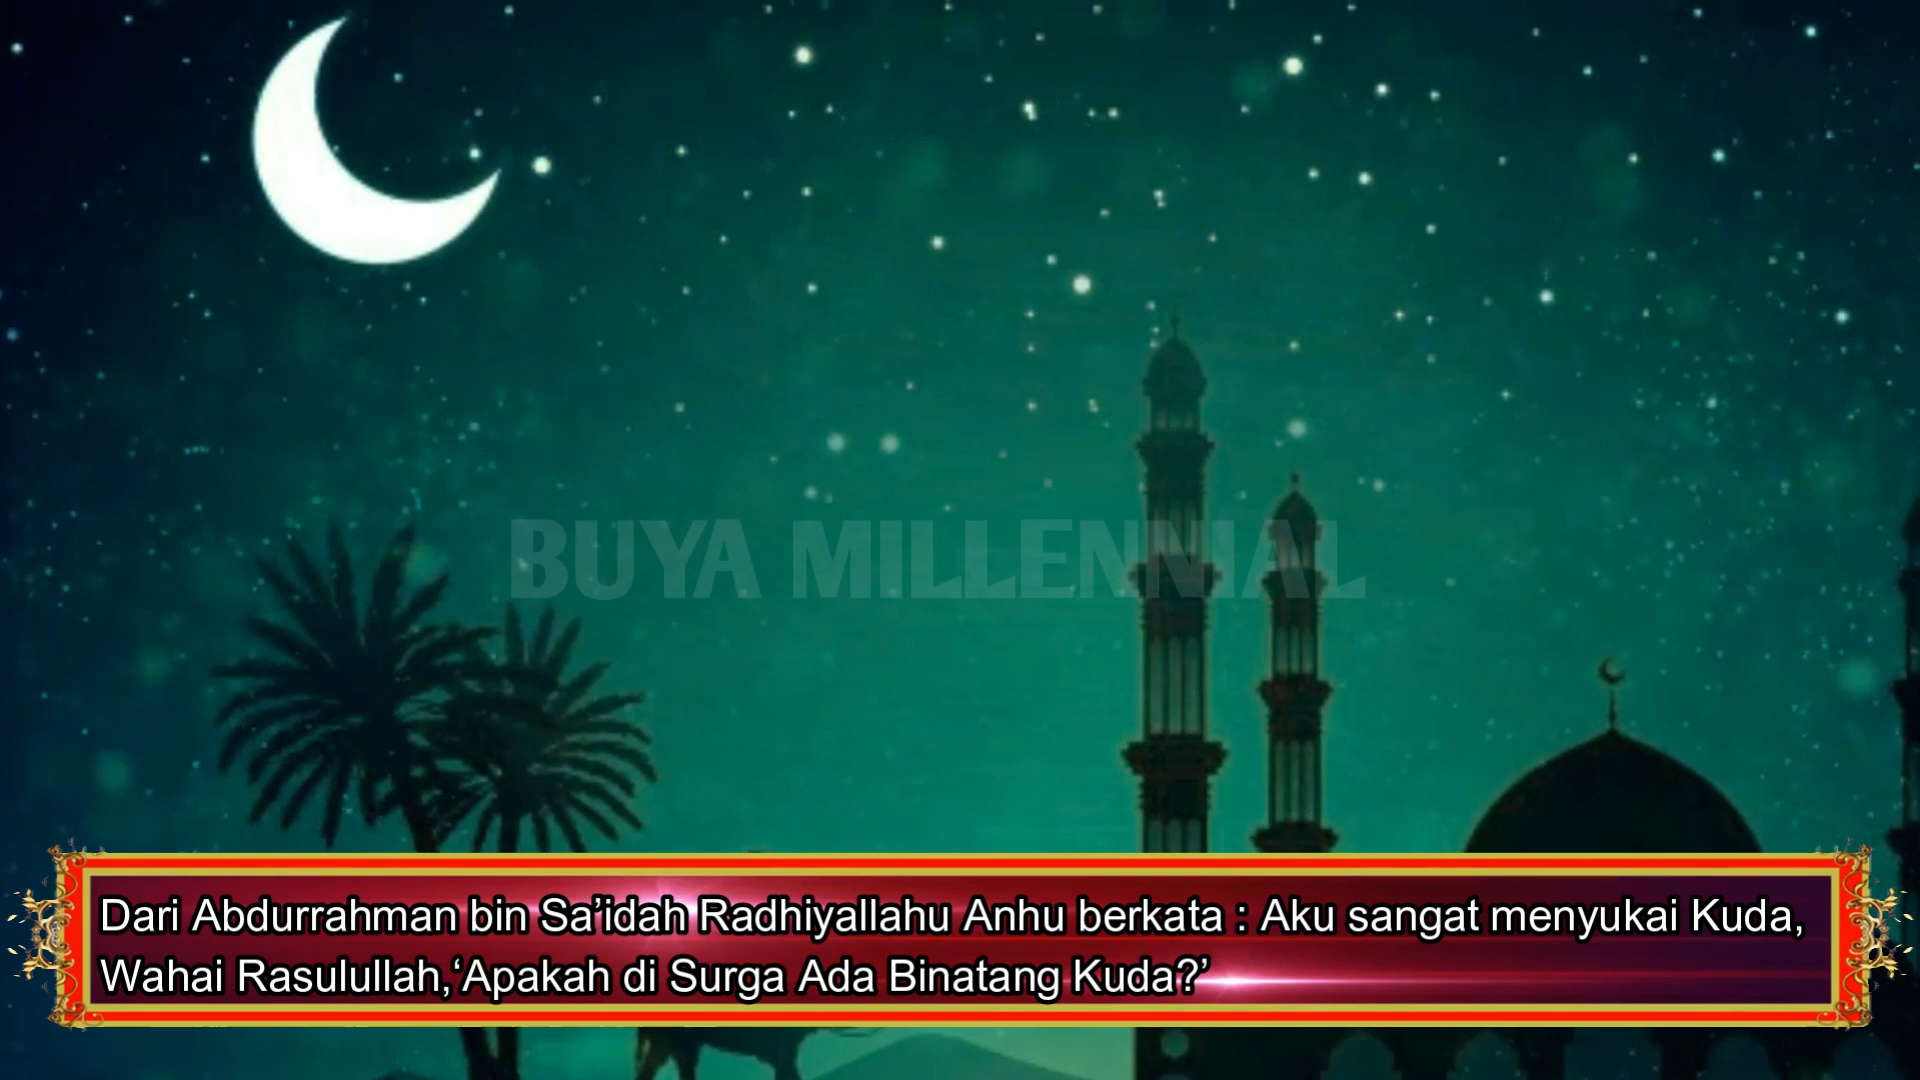 BUYA MILLENNIAL
Dari Abdurrahman bin Sa’idah Radhiyallahu Anhu berkata : Aku sangat menyukai Kuda,
Wahai Rasulullah,‘Apakah di Surga Ada Binatang Kuda?’